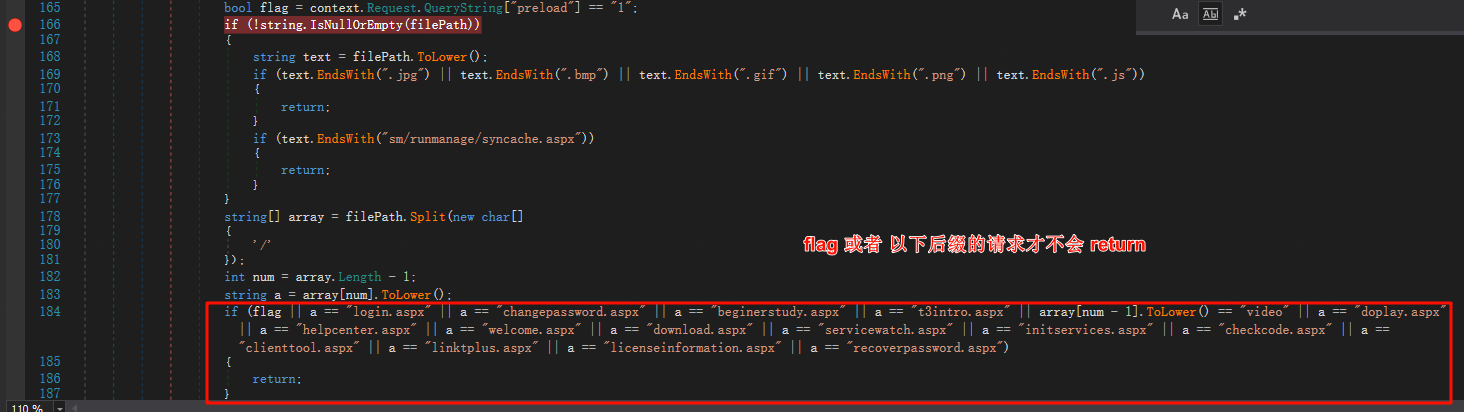 Aa Abl .*
165 bool flag = context.Request.QueryString["preload"] == "1";
166 if (!string.IsNullOrEmpty(filePath))
167 {
168 string text = filePath.ToLower();
169 if (text.EndsWith(".jpg") || text.EndsWith(".bmp") || text.EndsWith(".gif") || text.EndsWith(".png") || text.EndsWith(".js"))
170 {
171 return;
172 }
173 if (text.EndsWith("sm/runmanage/syncache.aspx"))
174 {
175 return;
176 }
177 }
178 string[] array = filePath.Split(new char[]
179 {
180 '/'
181 });
flag 或者 以下后缀的请求才不会 return
182 int num = array.Length - 1;
183 string a = array[num].ToLower();
184 if (flag || a == "login.aspx" || a == "changepassword.aspx" || a == "beginerstudy.aspx" || a == "t3intro.aspx" || array[num - 1].ToLower() == "video" || a == "doplay.aspx"
|| a == "helpcenter.aspx" || a == "welcome.aspx" || a == "download.aspx" || a == "servicewatch.aspx" || a == "initservices.aspx" || a == "checkcode.aspx" || a ==
"clienttool.aspx" || a == "linktplus.aspx" || a == "licenseinformation.aspx" || a == "recoverpassword.aspx")
185 {
186 return;
187 }
110 %